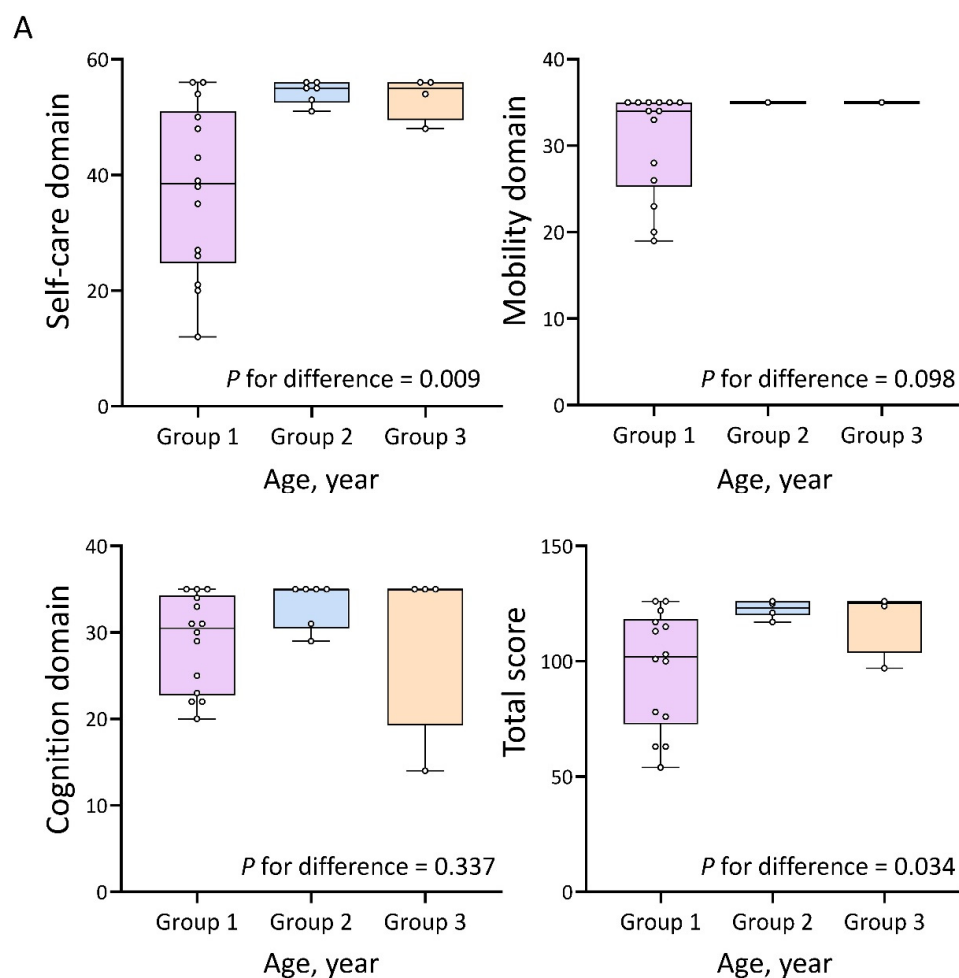 A
Self-care domain
60
40
20
0
P for difference = 0.009
Group 1 Group 2 Group 3
Age, year
Mobility domain
40
30
20
10
0
P for difference = 0.098
Group 1 Group 2 Group 3
Age, year
Cognition domain
40
30
20
10
0
P for difference = 0.337
Group 1 Group 2 Group 3
Age, year
Total score
150
100
50
0
P for difference = 0.034
Group 1 Group 2 Group 3
Age, year